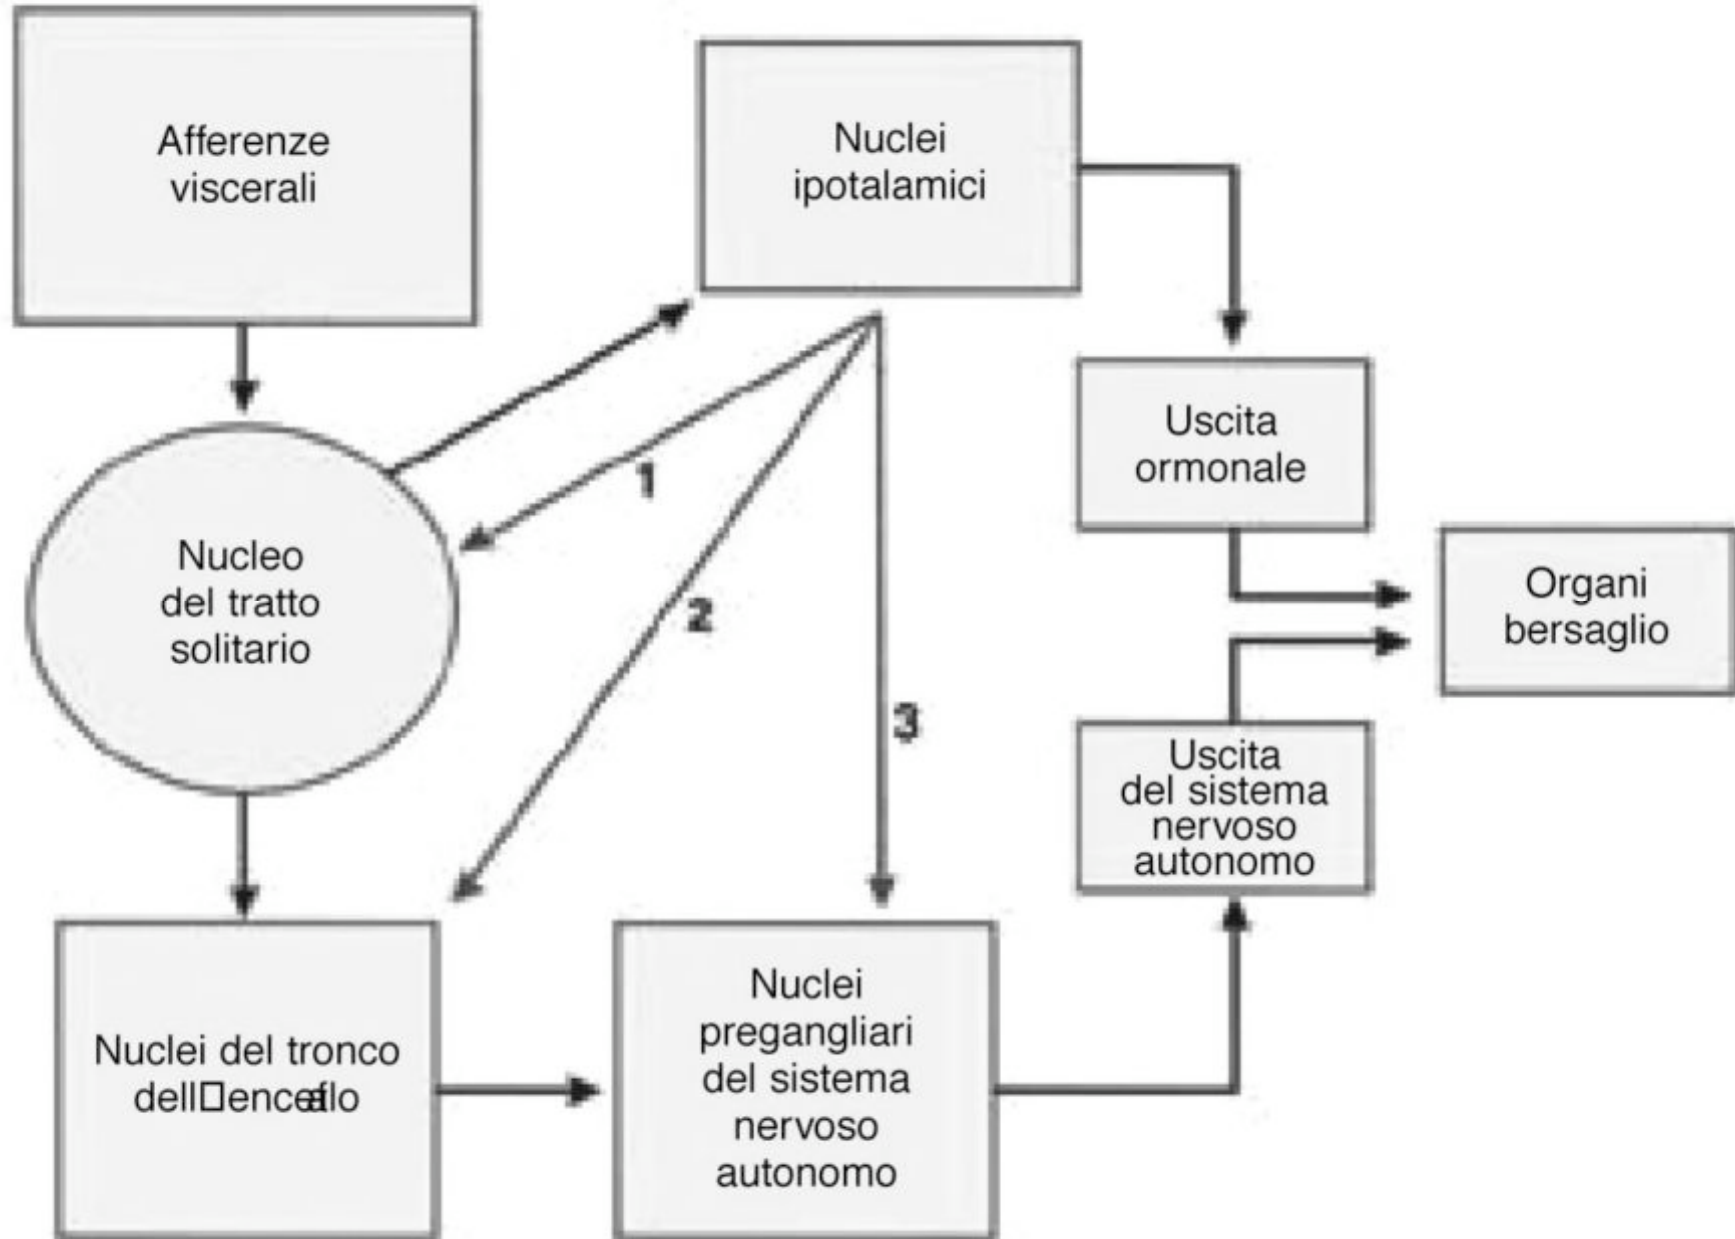 Afferenze
viscerali
Nuclei
ipotalamici
Uscita
ormonale
1
Nucleo
del tratto
solitario
2
Organi
bersaglio
3
Uscita
del sistema
nervoso
autonomo
Nuclei del tronco
Nuclei
pregangliari
del sistema
nervoso
autonomo